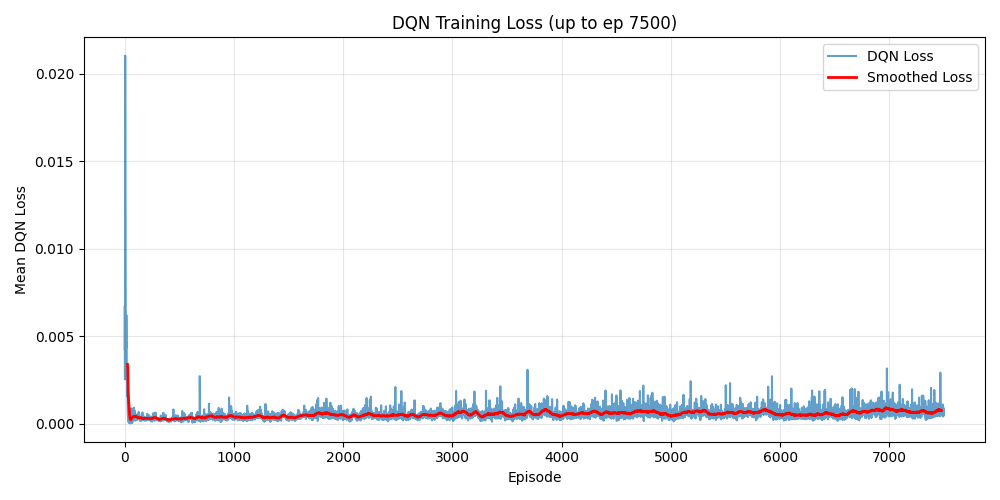 DQN Training Loss (up to ep 7500)
DQN Loss
Smoothed Loss
Mean DQN Loss
0.020
0.015
0.010
0.005
0.000
0 1000 2000 3000 4000 5000 6000 7000
Episode